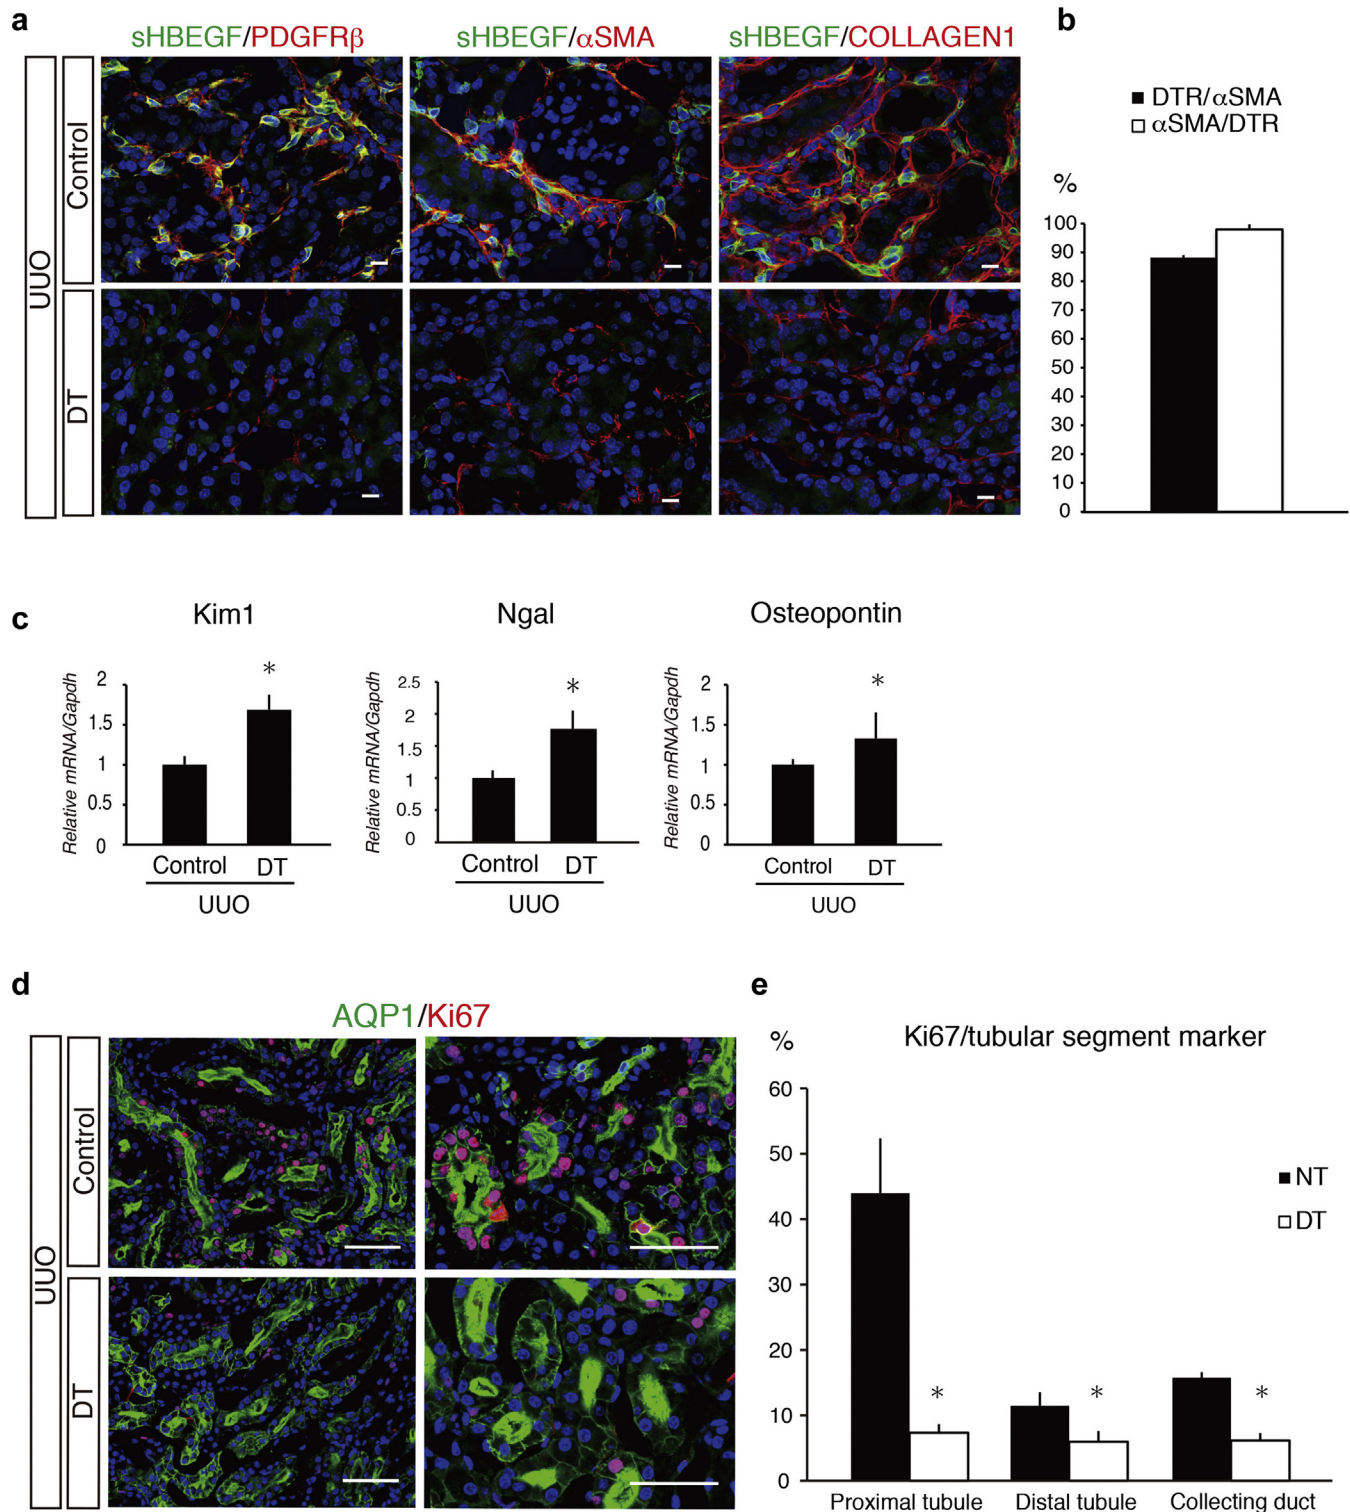 a
sHBEGF/PDGFRβ
sHBEGF/αSMA
sHBEGF/COLLAGEN1
UUO
Control
DT
b
DTR/αSMA
αSMA/DTR
%
100
90
80
70
60
50
40
30
20
10
0
c
Kim1
Relative mRNA/Gapdh
2
1.5
1
0.5
0
*
Control DT
UUO
Ngal
Relative mRNA/Gapdh
2.5
2
1.5
1
0.5
0
*
Control DT
UUO
Osteopontin
Relative mRNA/Gapdh
2
1.5
1
0.5
0
*
Control DT
UUO
d
AQP1/Ki67
UUO
Control
DT
e
%
Ki67/tubular segment marker
60
50
40
30
20
10
0
NT
DT
* * *
Proximal tubule Distal tubule Collecting duct